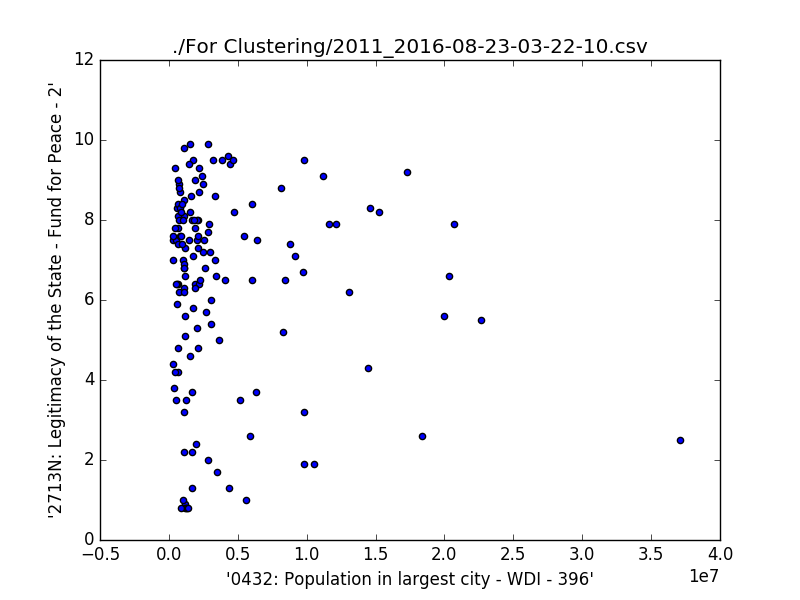 ./For Clustering/2011_2016-08-23-03-22-10.csv
12
10
8
6
4
2
0
'2713N: Legitimacy of the State - Fund for Peace - 2'
−0.5 0.0 0.5 1.0 1.5 2.0 2.5 3.0 3.5 4.0
1e7
'0432: Population in largest city - WDI - 396'